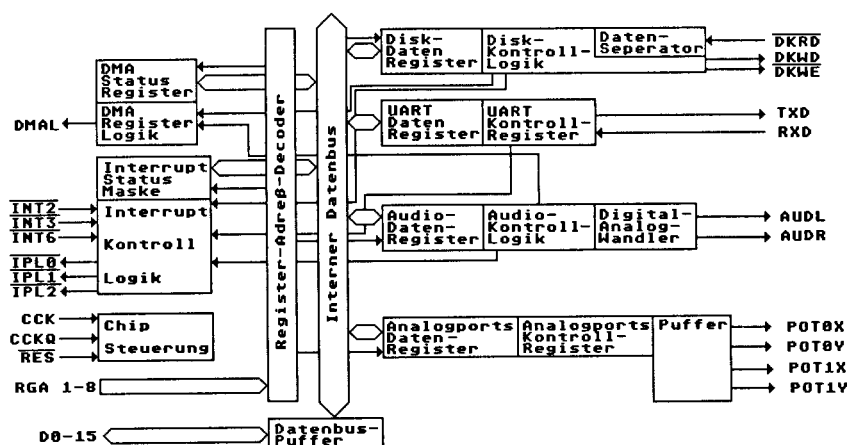 DMA
Status
Register
DMA
Register
Logik
DMAL
Interrupt
Status
Maske
Interrupt
Kontroll
Logik
INT2
INT3
INT6
IPL0
IPL1
IPL2
CCK
CCKQ
RES
Chip
Steuerung
RGA 1-8
D0-15
Register-Adreß-Decoder
Interner Datenbus
Datenbus-
Puffer
Disk-
Daten
Register
Disk-
Kontroll-
Logik
Daten-
Seperator
DKRD
DKWD
DKWE
UART
Daten
Register
UART
Kontroll-
Register
TXD
RXD
Audio-
Daten-
Register
Audio-
Kontroll-
Logik
Digital-
Analog-
Wandler
AUDL
AUDR
Analogports
Daten-
Register
Analogports
Kontroll-
Register
Puffer
POT0X
POT0Y
POT1X
POT1Y